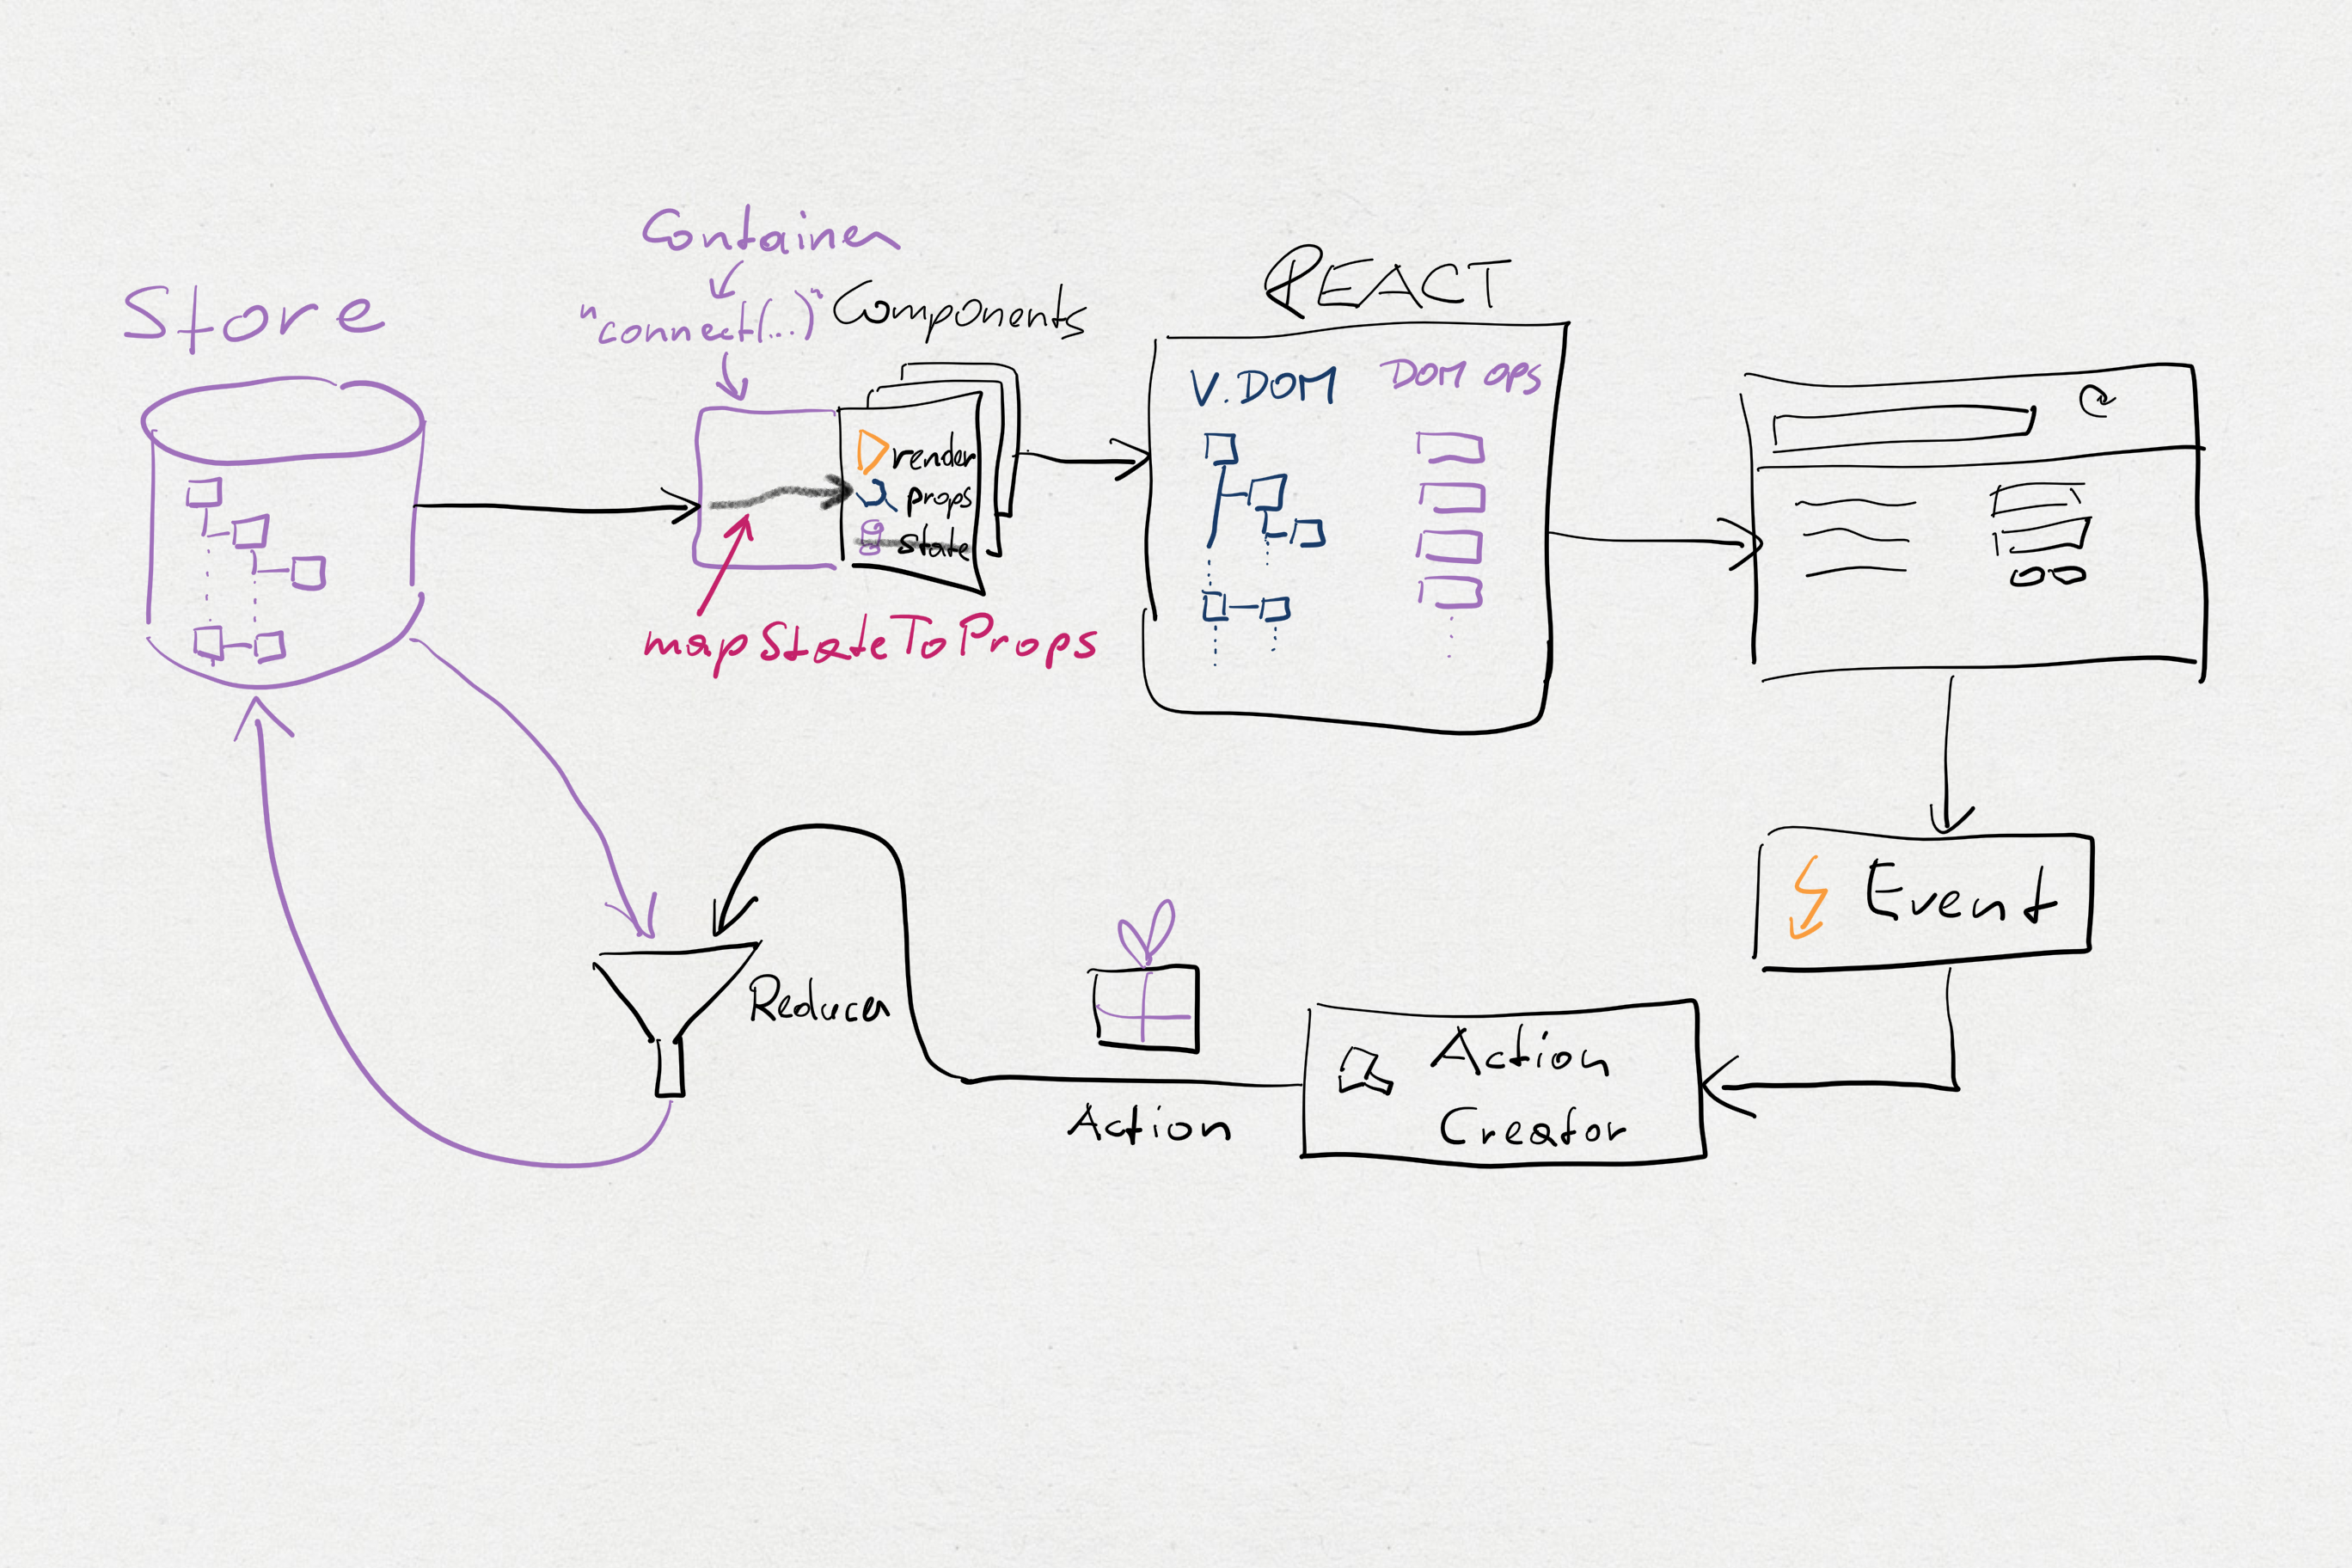 Container
Store
"connect(...)"
Components
REACT
V.DOM
DOM OPS
render
props
state
mapStateToProps
Event
Reducer
Action
Creator
Action